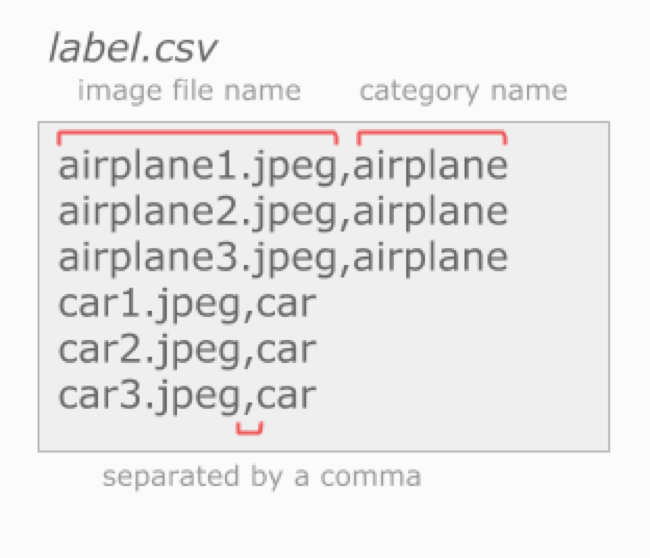 label.csv
image file name category name
airplane1.jpeg,airplane
airplane2.jpeg,airplane
airplane3.jpeg,airplane
car1.jpeg,car
car2.jpeg,car
car3.jpeg,car
separated by a comma